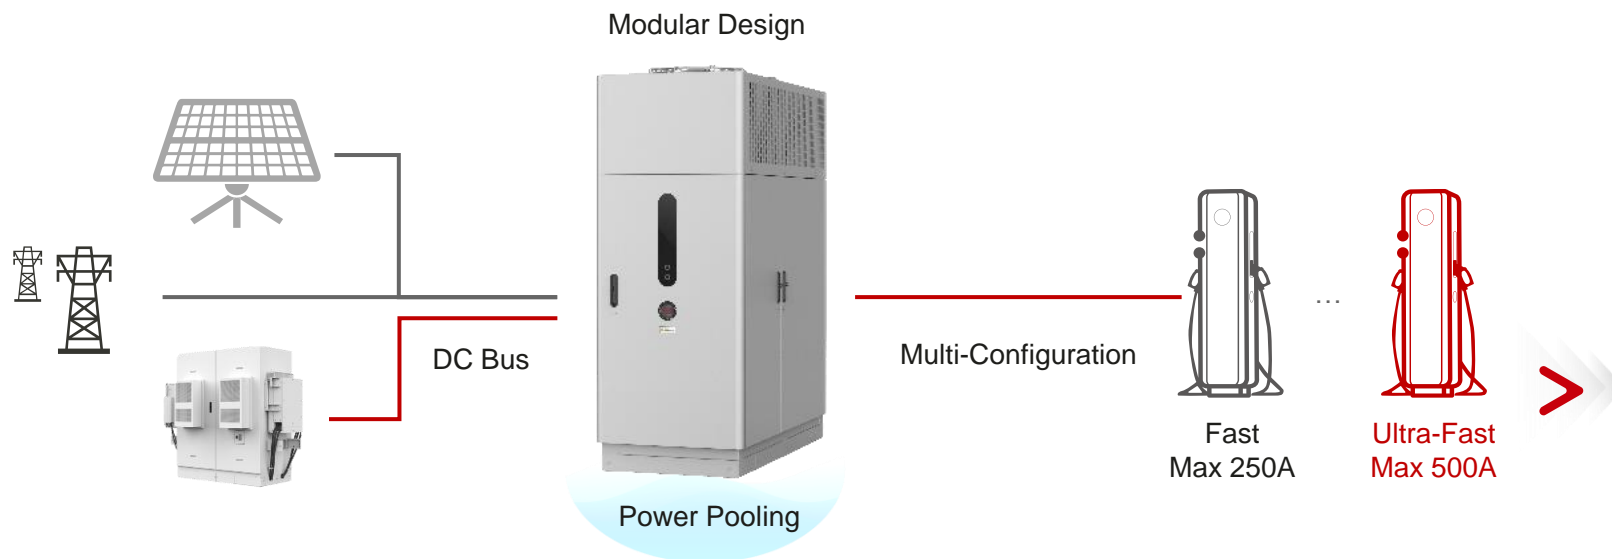 Modular Design
DC Bus
Power Pooling
Multi-Configuration
...
Fast
Max 250A
Ultra-Fast
Max 500A